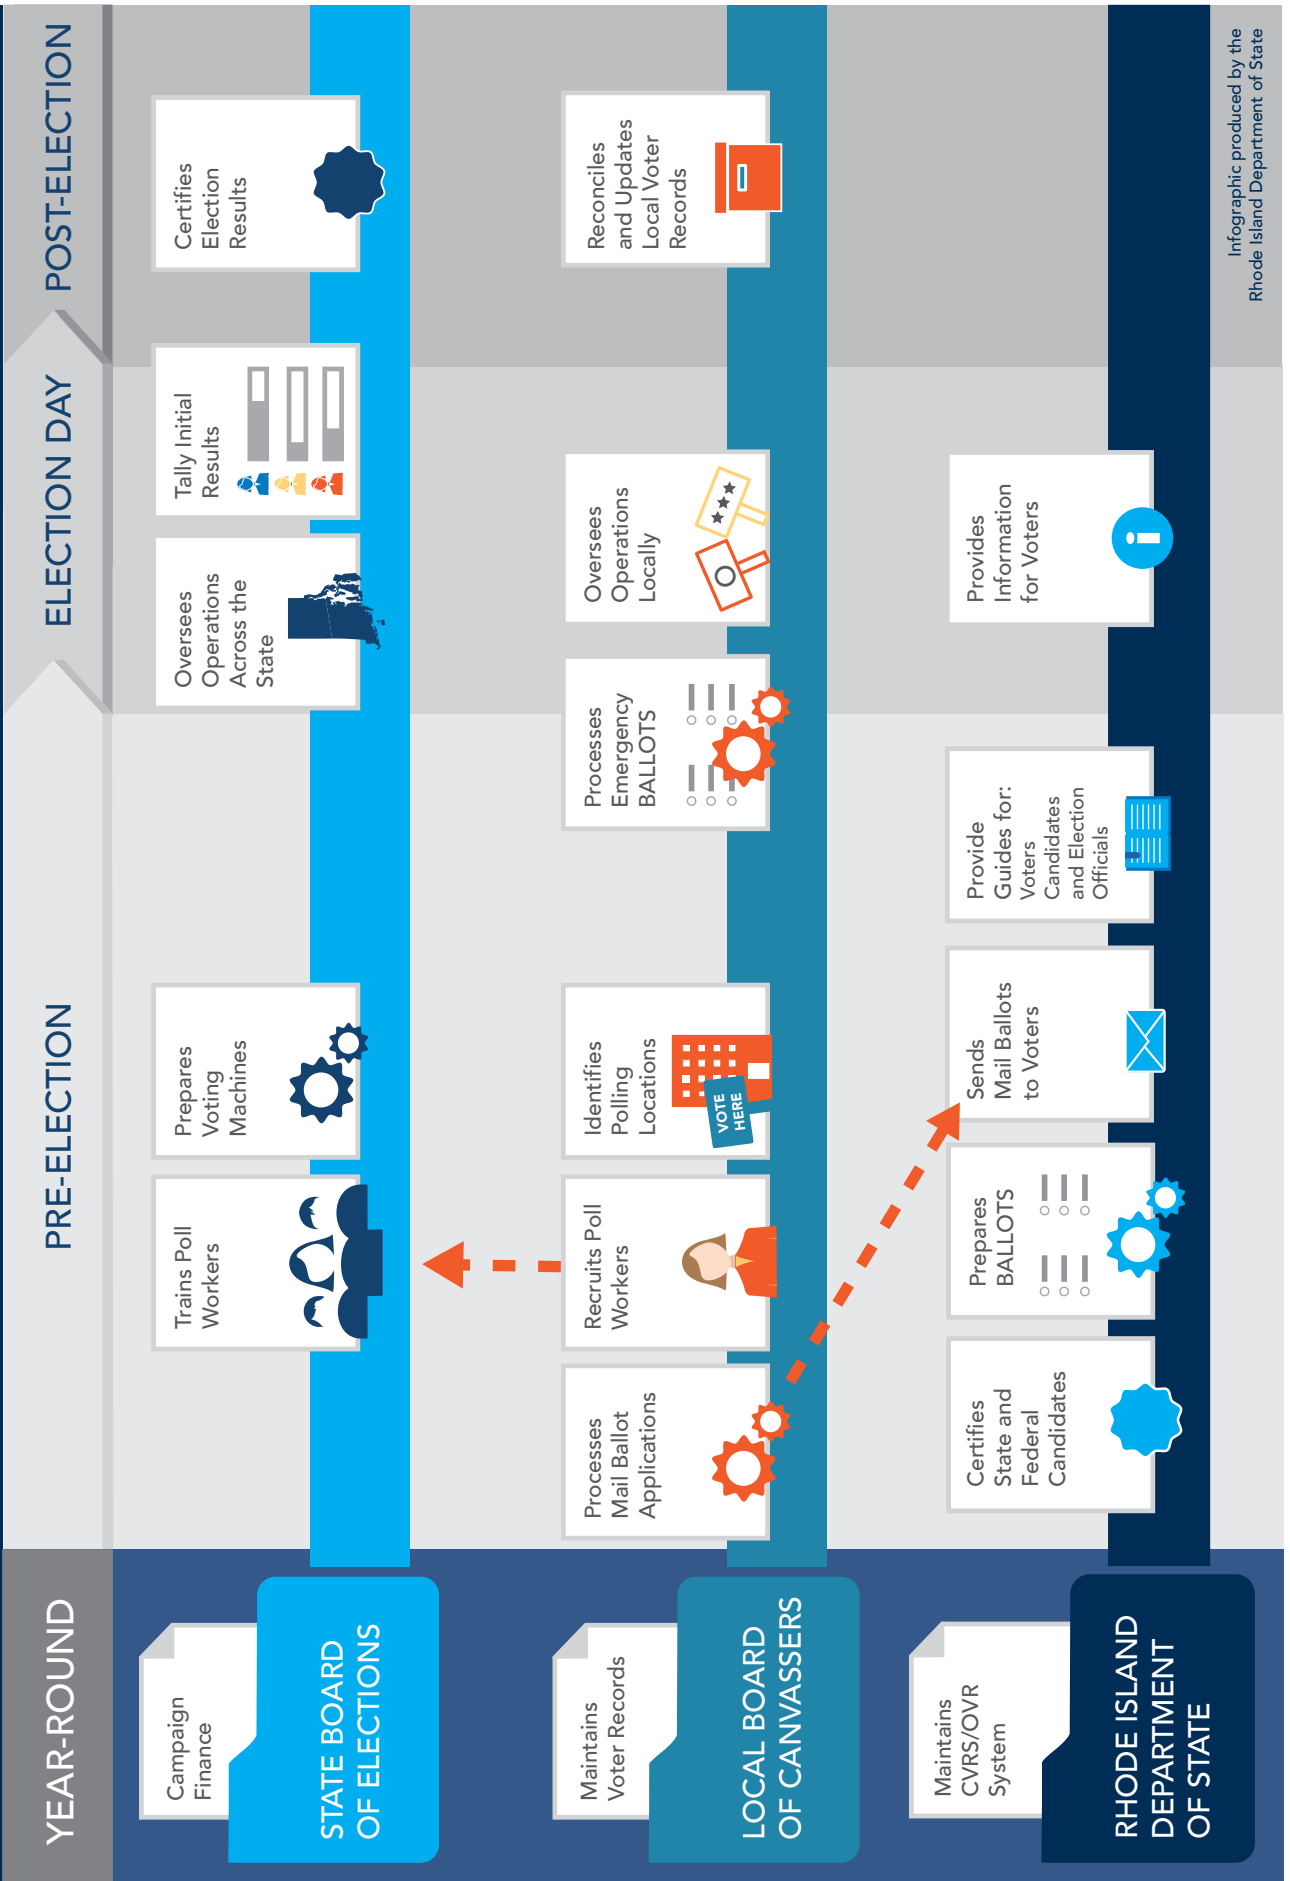 YEAR-ROUND
PRE-ELECTION
ELECTION DAY
POST-ELECTION
Campaign
Finance
STATE BOARD
OF ELECTIONS
Trains Poll
Workers
Prepares
Voting
Machines
Oversees
Operations
Across the
State
Tally Initial
Results
Certifies
Election
Results
Maintains
Voter Records
LOCAL BOARD
OF CANVASSERS
Processes
Mail Ballot
Applications
Recruits Poll
Workers
Identifies
Polling
Locations
VOTE
HERE
Processes
Emergency
BALLOTS
Oversees
Operations
Locally
Reconciles
and Updates
Local Voter
Records
Maintains
CVRS/OVR
System
RHODE ISLAND
DEPARTMENT
OF STATE
Certifies
State and
Federal
Candidates
Prepares
BALLOTS
Sends
Mail Ballots
to Voters
Provide
Guides for:
Voters
Candidates
and Election
Officials
Provides
Information
for Voters
Infographic produced by the
Rhode Island Department of State